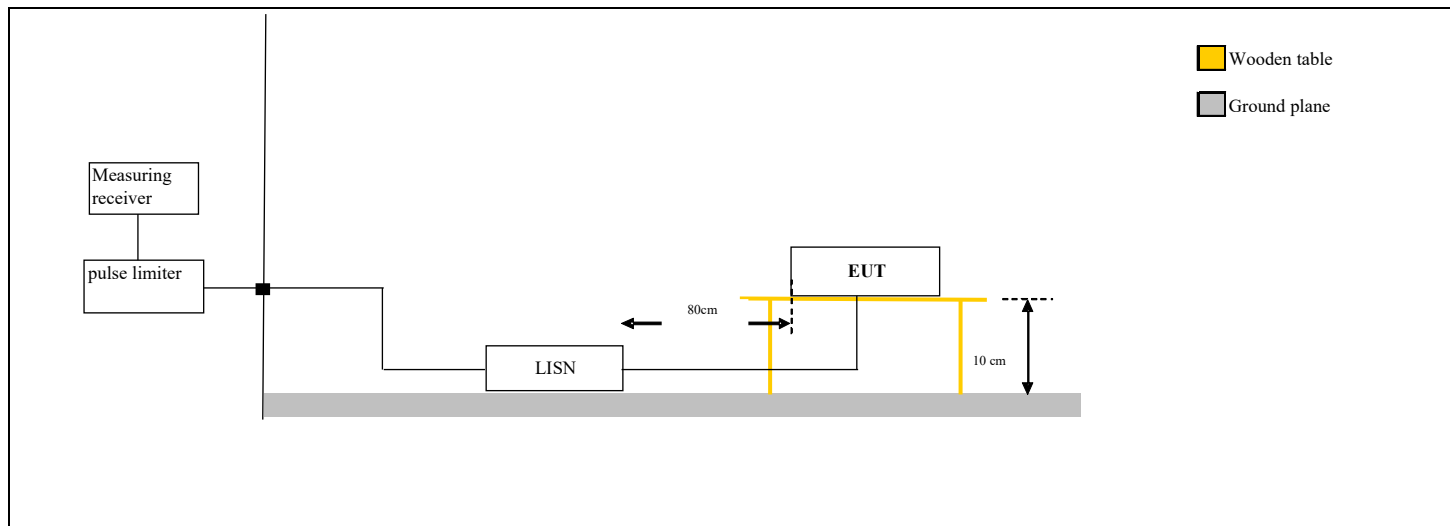 Wooden table
Ground plane
Measuring
receiver
pulse limiter
EUT
80cm
10 cm
LISN